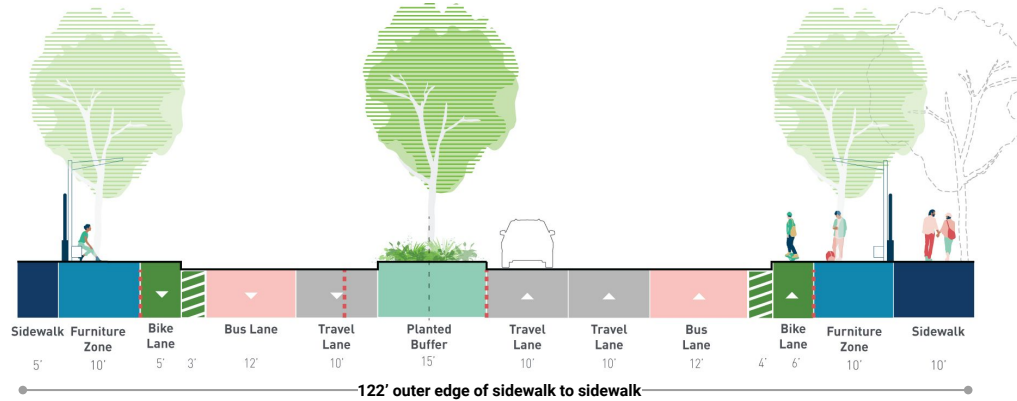 Sidewalk
5'
Furniture
Zone
10'
Bike
Lane
5'
3'
Bus Lane
12'
Travel
Lane
10'
Planted
Buffer
15'
Travel
Lane
10'
Travel
Lane
10'
Bus
Lane
12'
4'
Bike
Lane
6'
Furniture
Zone
10'
Sidewalk
10'
122' outer edge of sidewalk to sidewalk